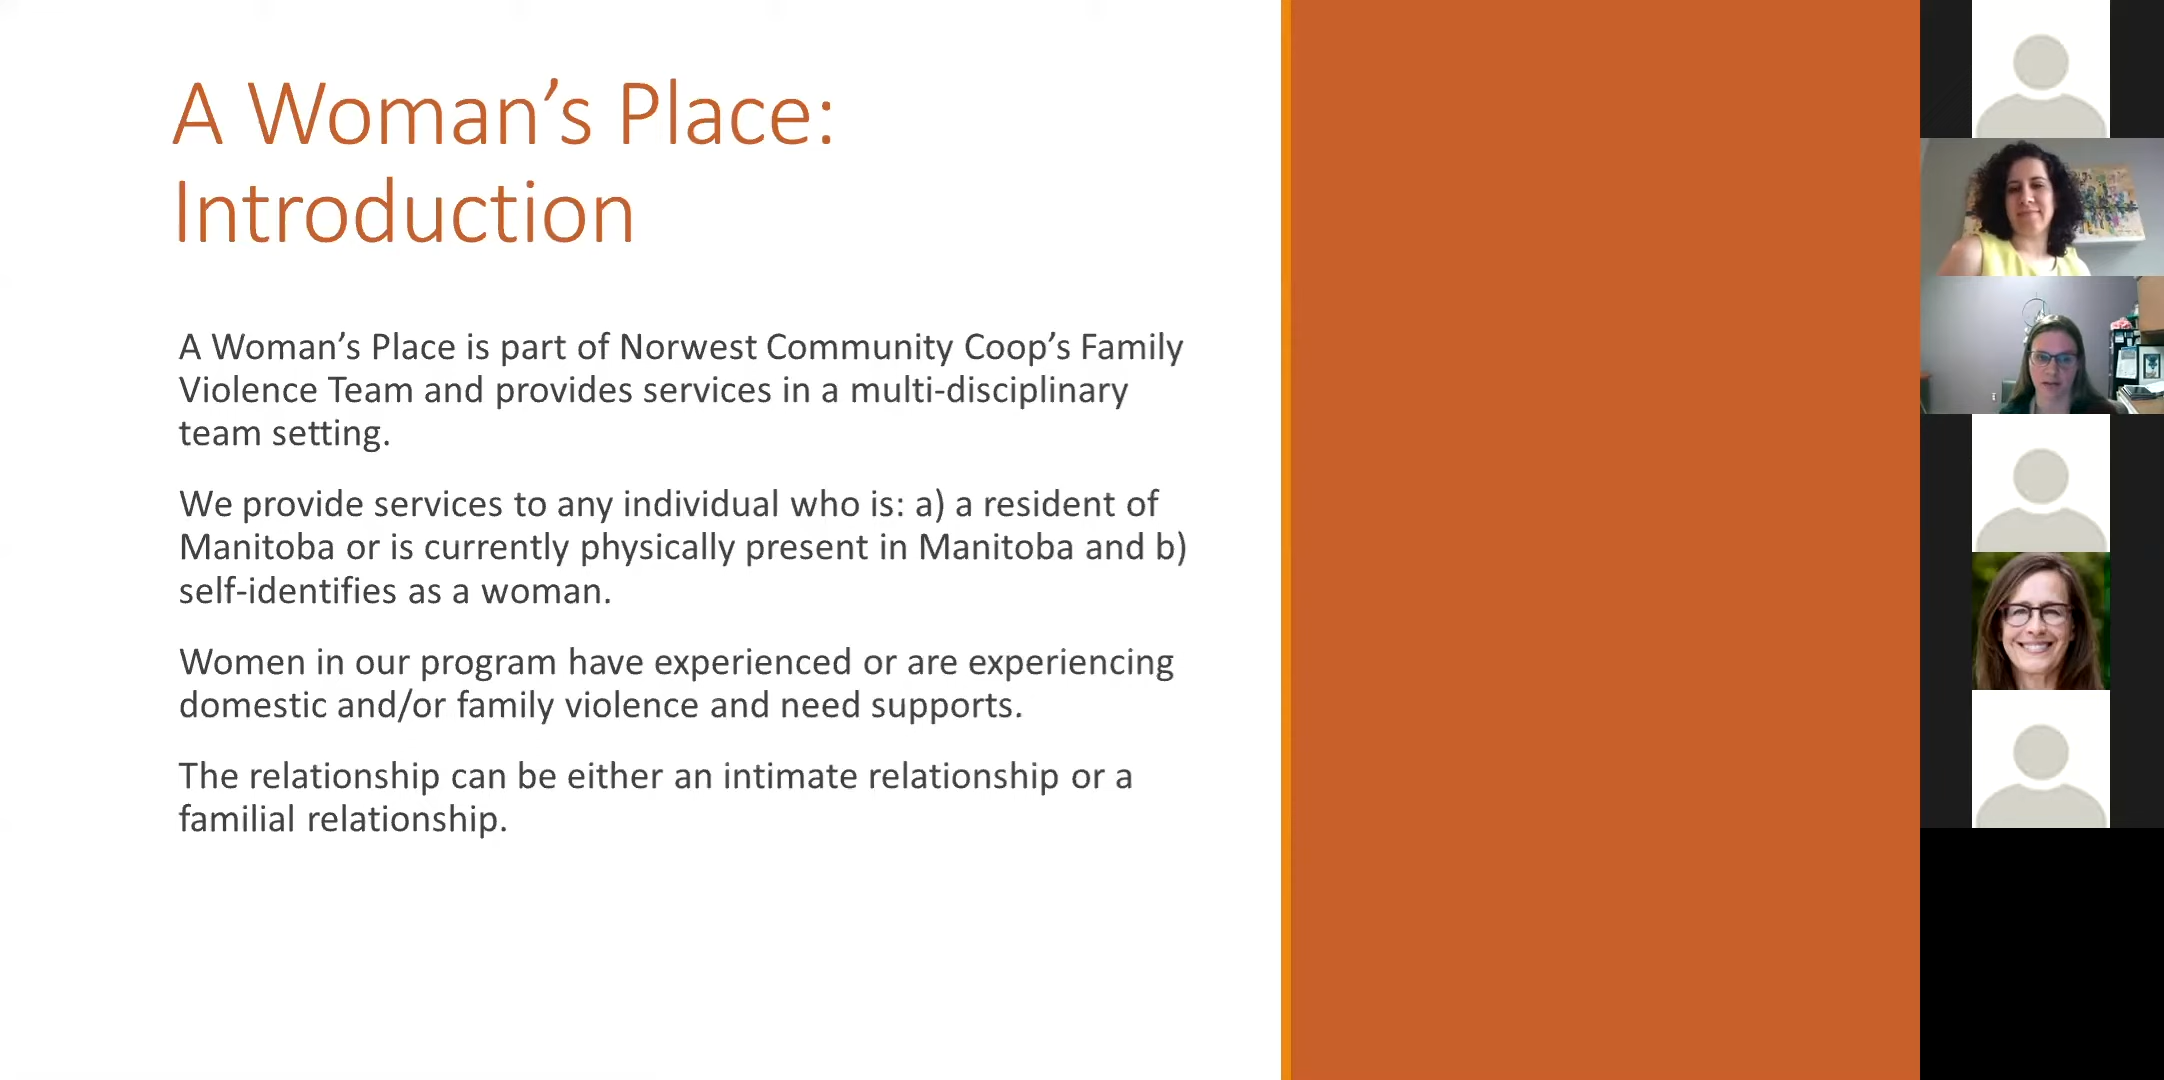 A Woman’s Place:
Introduction
A Woman’s Place is part of Norwest Community Coop’s Family
Violence Team and provides services in a multi-disciplinary
team setting.
We provide services to any individual who is: a) a resident of
Manitoba or is currently physically present in Manitoba and b)
self-identifies as a woman.
Women in our program have experienced or are experiencing
domestic and/or family violence and need supports.
The relationship can be either an intimate relationship or a
familial relationship.